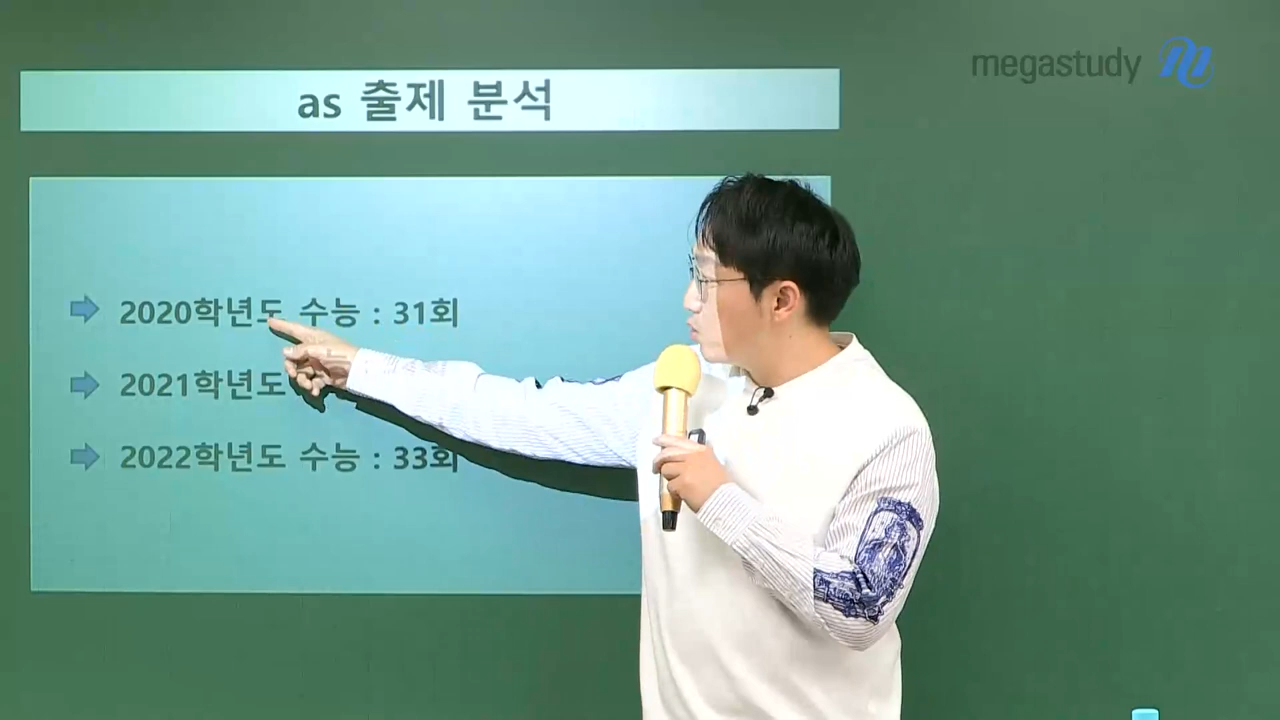 megastudy
as 출제 분석
2020학년도 수능 : 31회
2021학년도
2022학년도 수능 : 33회